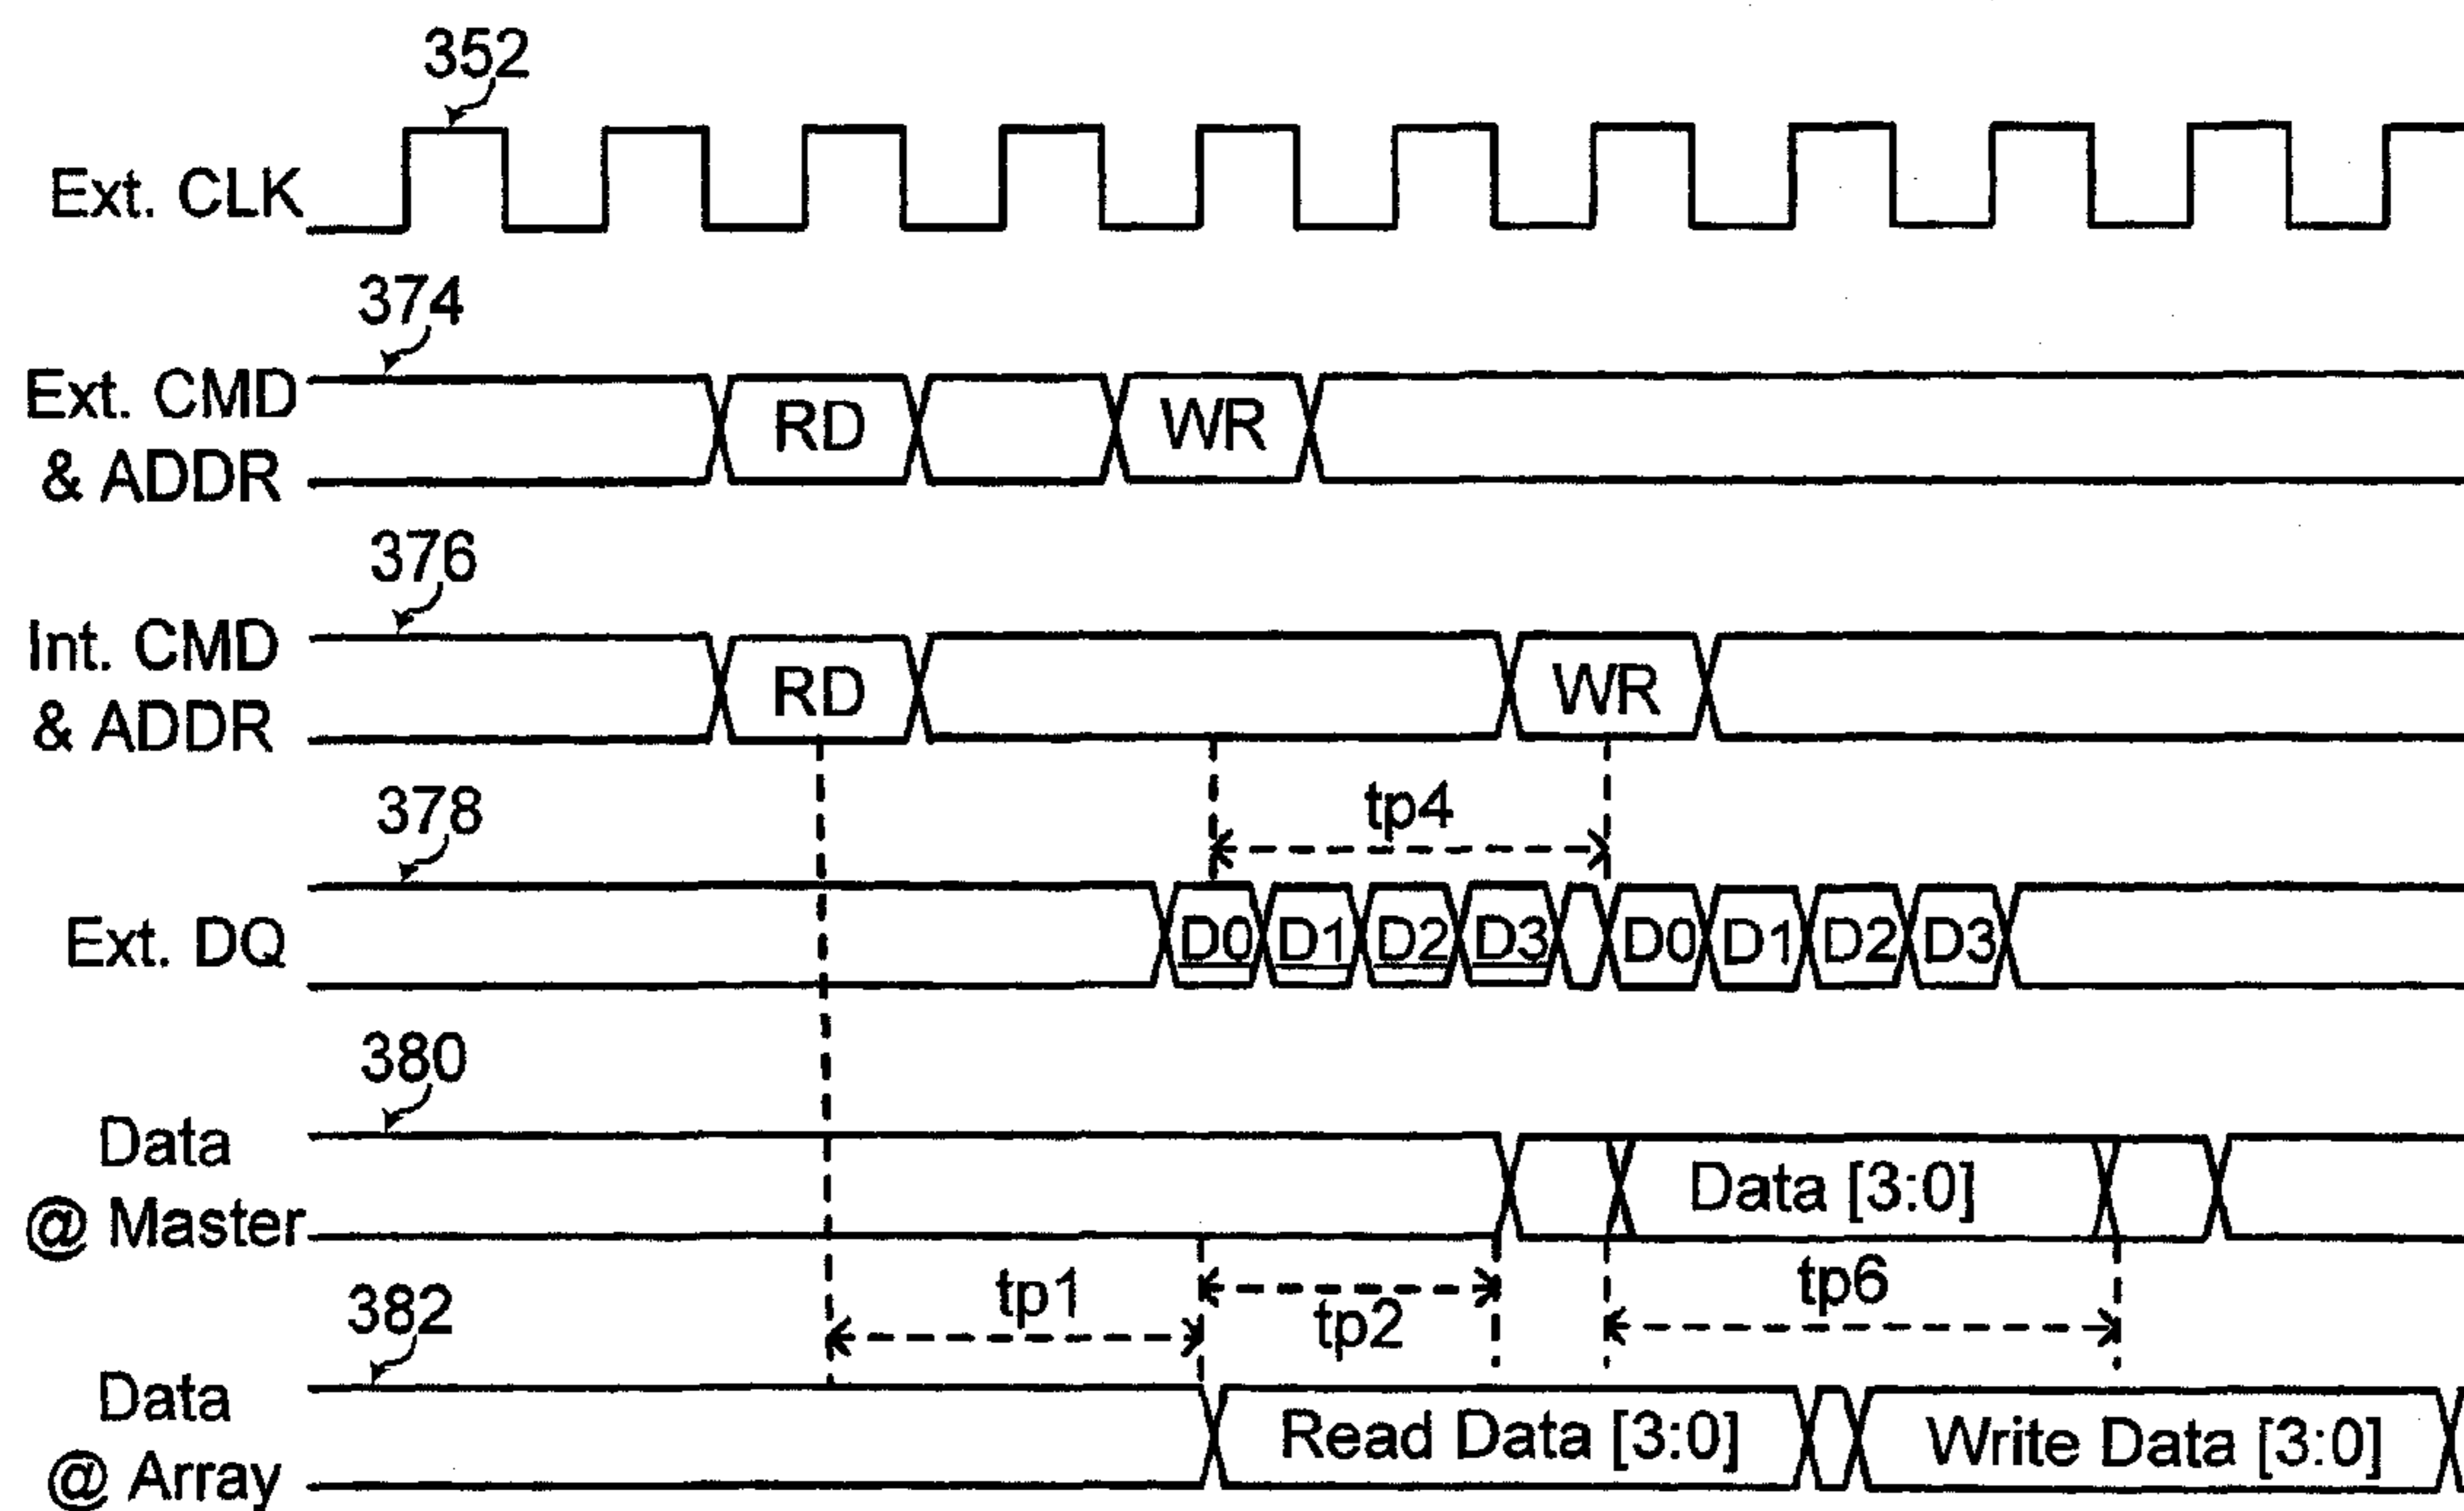 352
Ext. CLK
374
Ext. CMD
& ADDR
RD
WR
376
Int. CMD
& ADDR
RD
WR
378
tp4
Ext. DQ
D0 D1 D2 D3 D0 D1 D2 D3
380
Data
@ Master
Data [3:0]
tp1
tp2
tp6
382
Data
@ Array
Read Data [3:0]
Write Data [3:0]